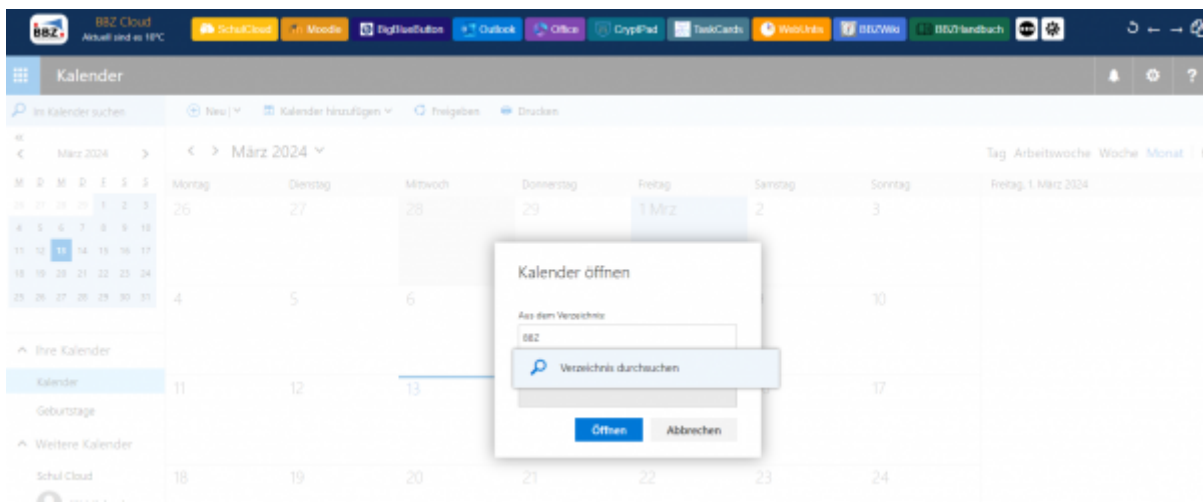 BBZ Cloud
BBZ.
Aktuell sind es 10°C
SchulCloud
Moodle
BigBlueButton
Outlook
Office
CryptPad
TaskCards
WebUntis
BBZWiki
BBZHandbuch
Kalender
?
Im Kalender suchen
Neu
Kalender hinzufügen
Freigeben
Drucken
März 2024
März 2024
Tag Arbeitswoche Woche Monat
M D M D F S S
Montag Dienstag Mittwoch Donnerstag Freitag Samstag Sonntag
Freitag, 1. März 2024
1 2 3
26 27 28 29 1 Mrz 2 3
4 5 6 7 8 9 10
11 12 13 14 15 16 17
18 19 20 21 22 23 24
25 26 27 28 29 30 31
Kalender öffnen
4 5 6 10
Aus dem Verzeichnis
BBZ
Ihre Kalender
Verzeichnis durchsuchen
Kalender
11 12 13 17
Geburtstage
Öffnen Abbrechen
Weitere Kalender
Schul Cloud
18 19 20 21 22 23 24